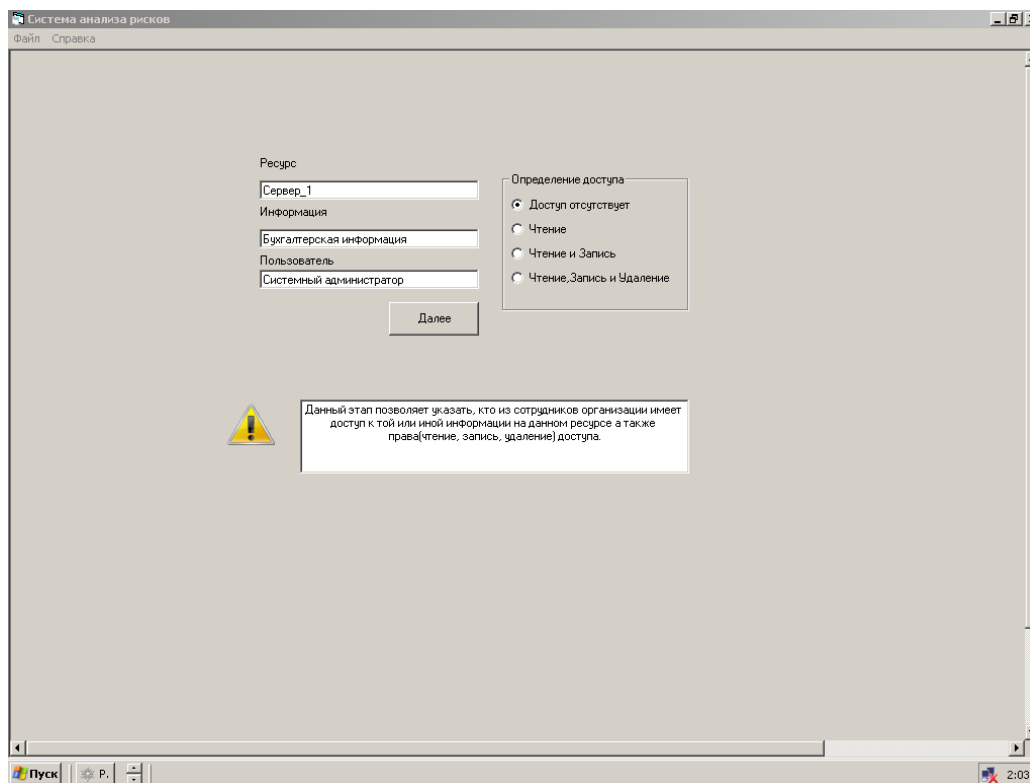 Система анализа рисков
Файл Справка
Ресурс
Сервер_1
Информация
Бухгалтерская информация
Пользователь
Системный администратор
Далее
Определение доступа
Доступ отсутствует
Чтение
Чтение и Запись
Чтение,Запись и Удаление
Данный этап позволяет указать, кто из сотрудников организации имеет
доступ к той или иной информации на данном ресурсе а также
права(чтение, запись, удаление) доступа.
Пуск
Р.
2:03